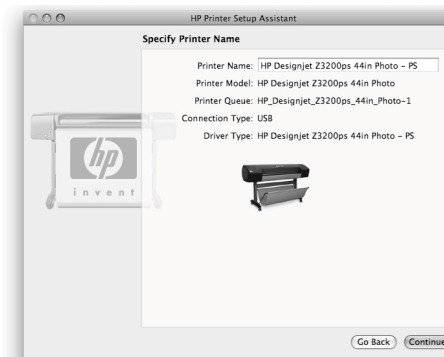 HP Printer Setup Assistant
Specify Printer Name
Printer Name: HP Designjet Z3200ps 44in Photo - PS
Printer Model: HP Designjet Z3200ps 44in Photo
Printer Queue: HP_Designjet_Z3200ps_44in_Photo-1
Connection Type: USB
Driver Type: HP Designjet Z3200ps 44in Photo - PS
hp
invent
Go Back Continue